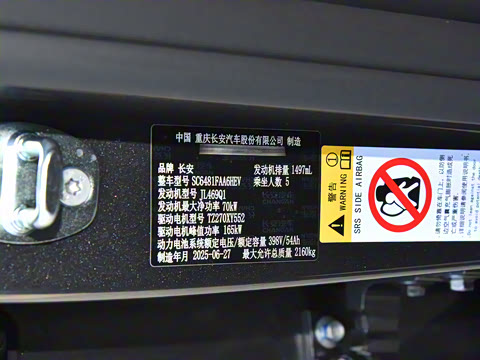 中国 重庆长安汽车股份有限公司 制造
品牌 长安 发动机排量 1497mL
整车型号 SC6481PAA6HEV 乘坐人数 5
发动机型号 JL469Q1
发动机最大净功率 70kW
驱动电机型号 TZ270XY552
驱动电机峰值功率 165kW
动力电池系统额定电压/额定容量 398V/54Ah
制造年月 2025-06-27 最大允许总质量 2160kg
警告
WARNING
SRS SIDE AIRBAG